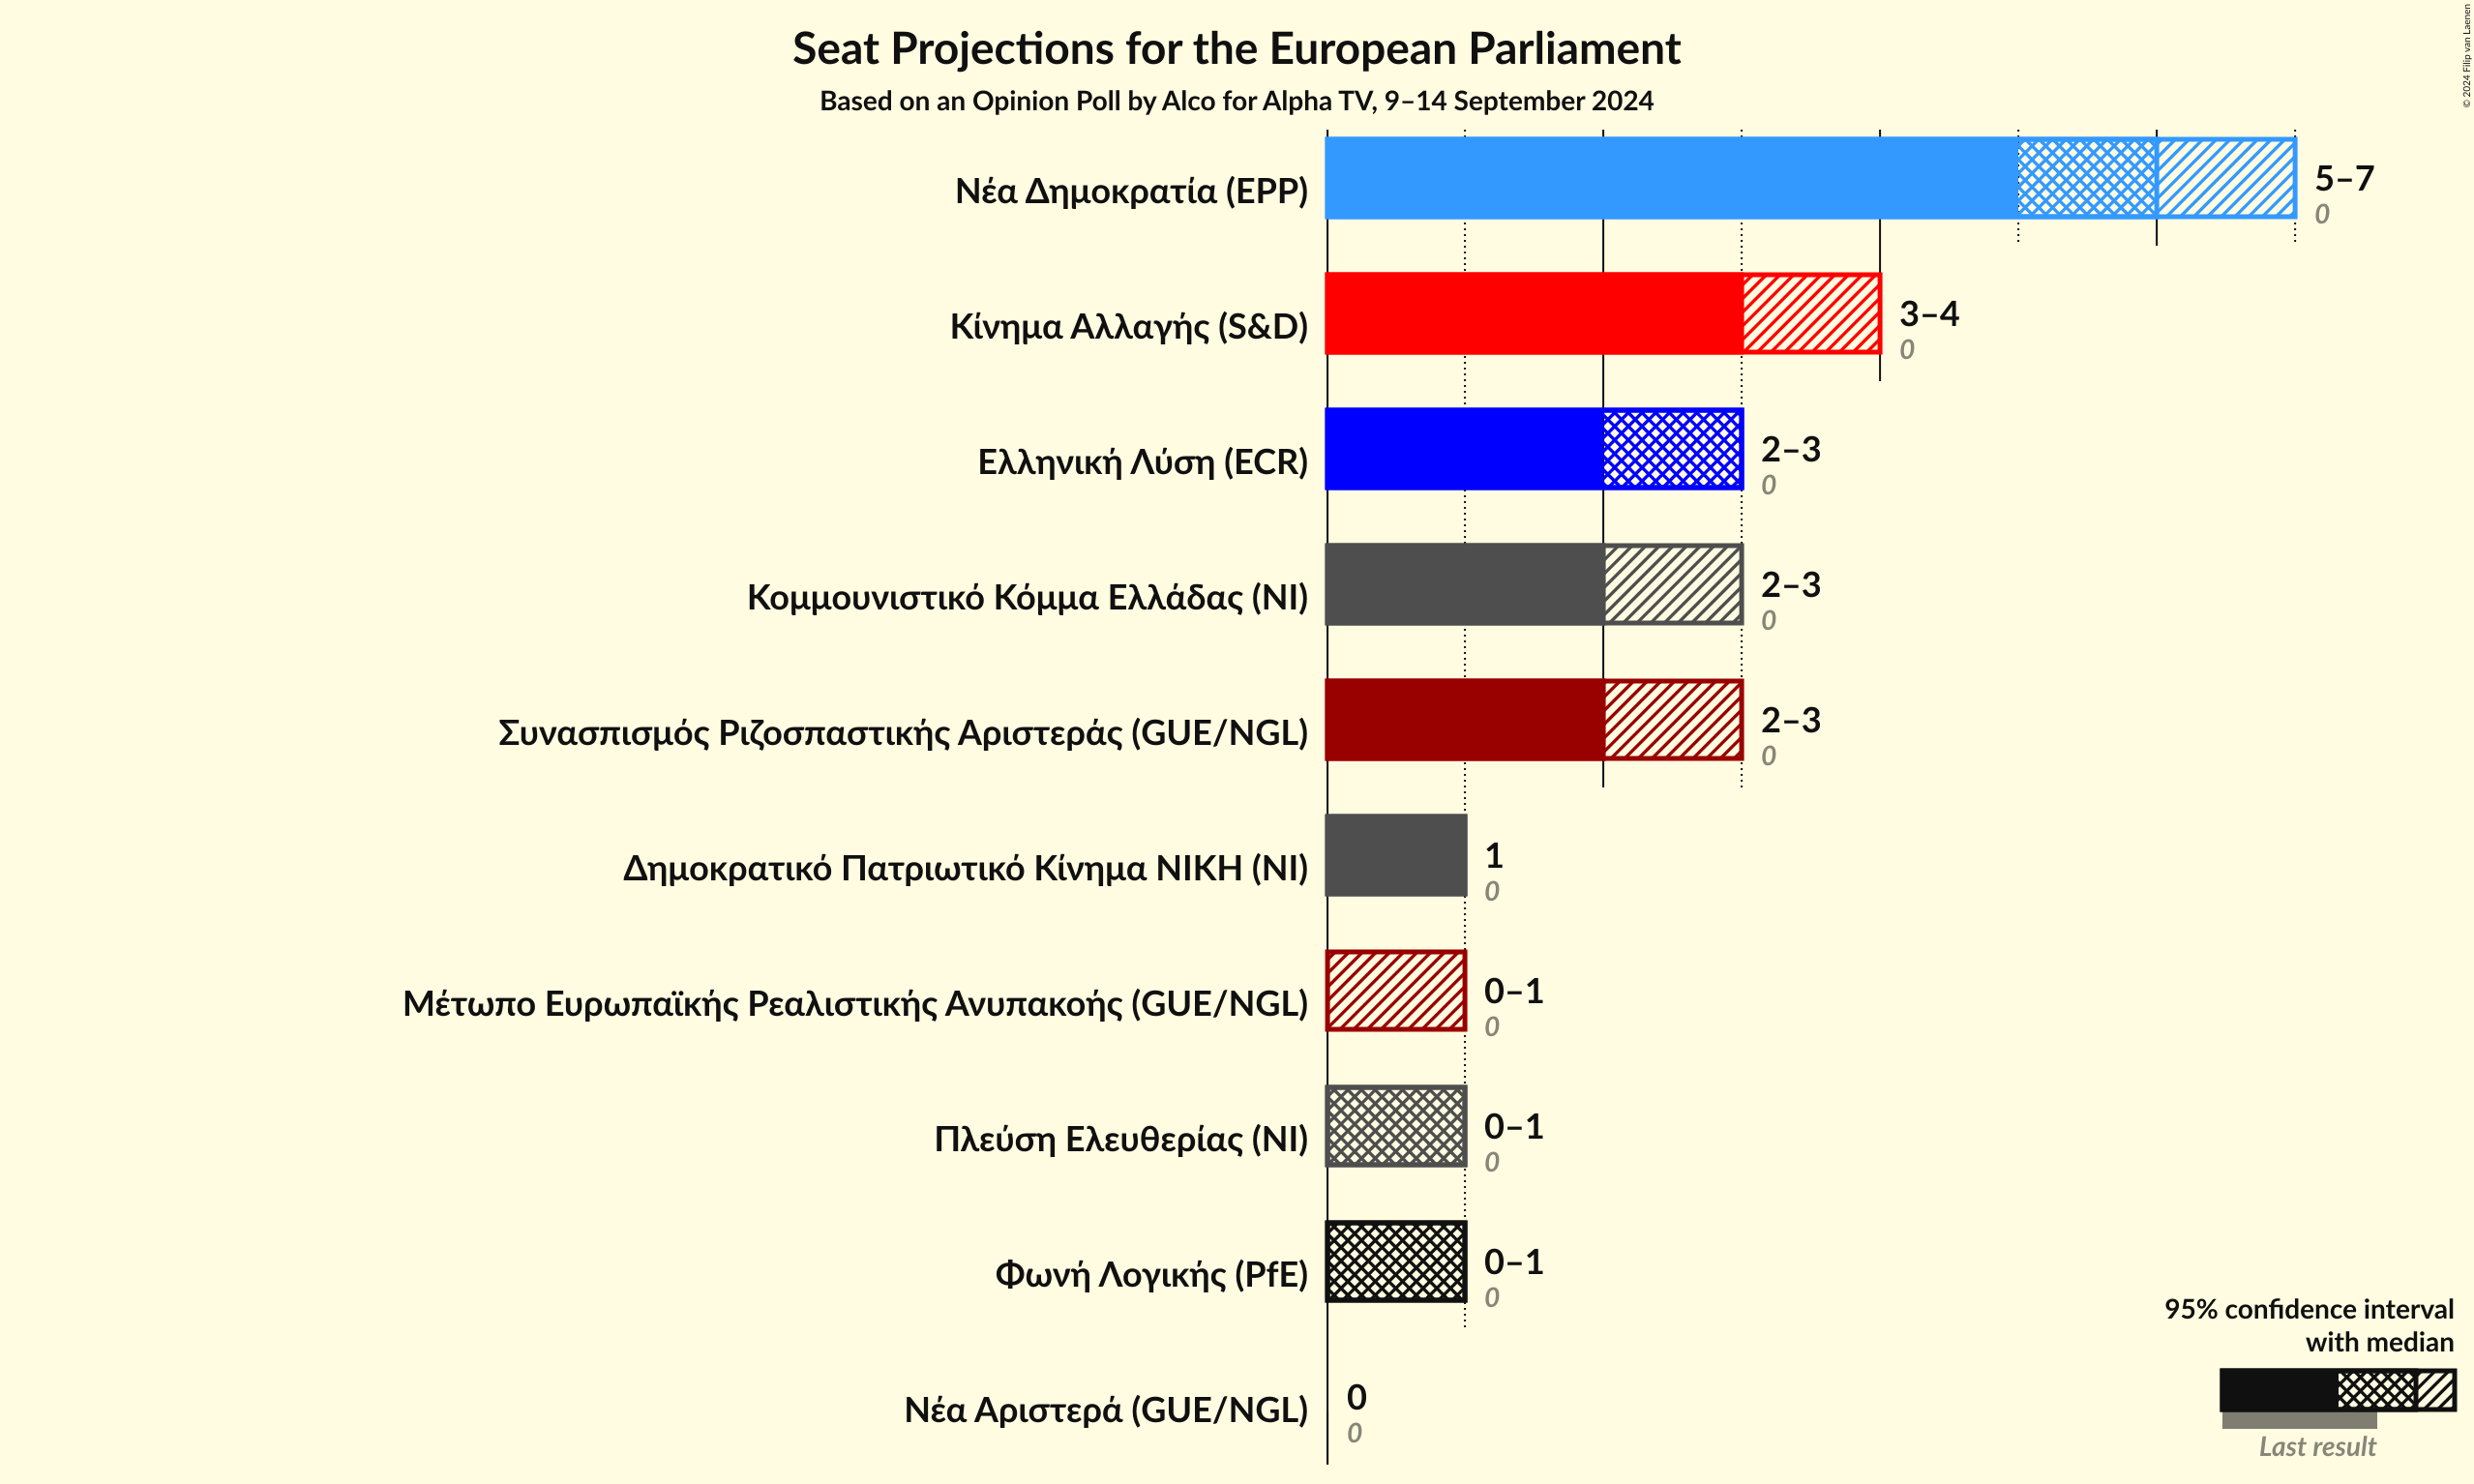 Seat Projections for the European Parliament
Based on an Opinion Poll by Alco for Alpha TV, 9–14 September 2024
© 2024 Filip van Laenen
Νέα Δημοκρατία (EPP)
5–7
0
Κίνημα Αλλαγής (S&D)
3–4
0
Ελληνική Λύση (ECR)
2–3
0
Κομμουνιστικό Κόμμα Ελλάδας (NI)
2–3
0
Συνασπισμός Ριζοσπαστικής Αριστεράς (GUE/NGL)
2–3
0
Δημοκρατικό Πατριωτικό Κίνημα ΝΙΚΗ (NI)
1
0
Μέτωπο Ευρωπαϊκής Ρεαλιστικής Ανυπακοής (GUE/NGL)
0–1
0
Πλεύση Ελευθερίας (NI)
0–1
0
Φωνή Λογικής (PfE)
0–1
0
Νέα Αριστερά (GUE/NGL)
0
0
95% confidence interval
with median
Last result